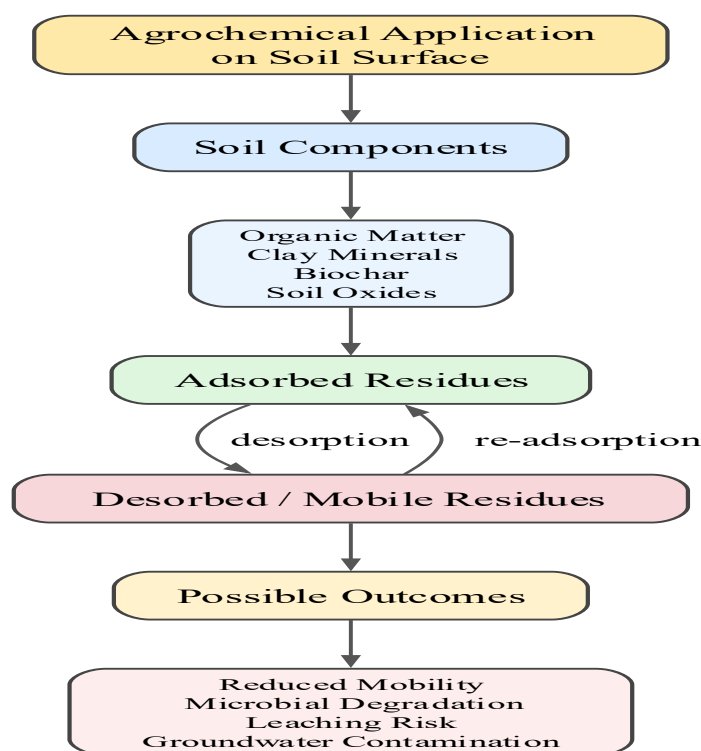 Agrochemical Application
on Soil Surface
Soil Components
Organic Matter
Clay Minerals
Biochar
Soil Oxides
Adsorbed Residues
desorption
re-adsorption
Desorbed / Mobile Residues
Possible Outcomes
Reduced Mobility
Microbial Degradation
Leaching Risk
Groundwater Contamination